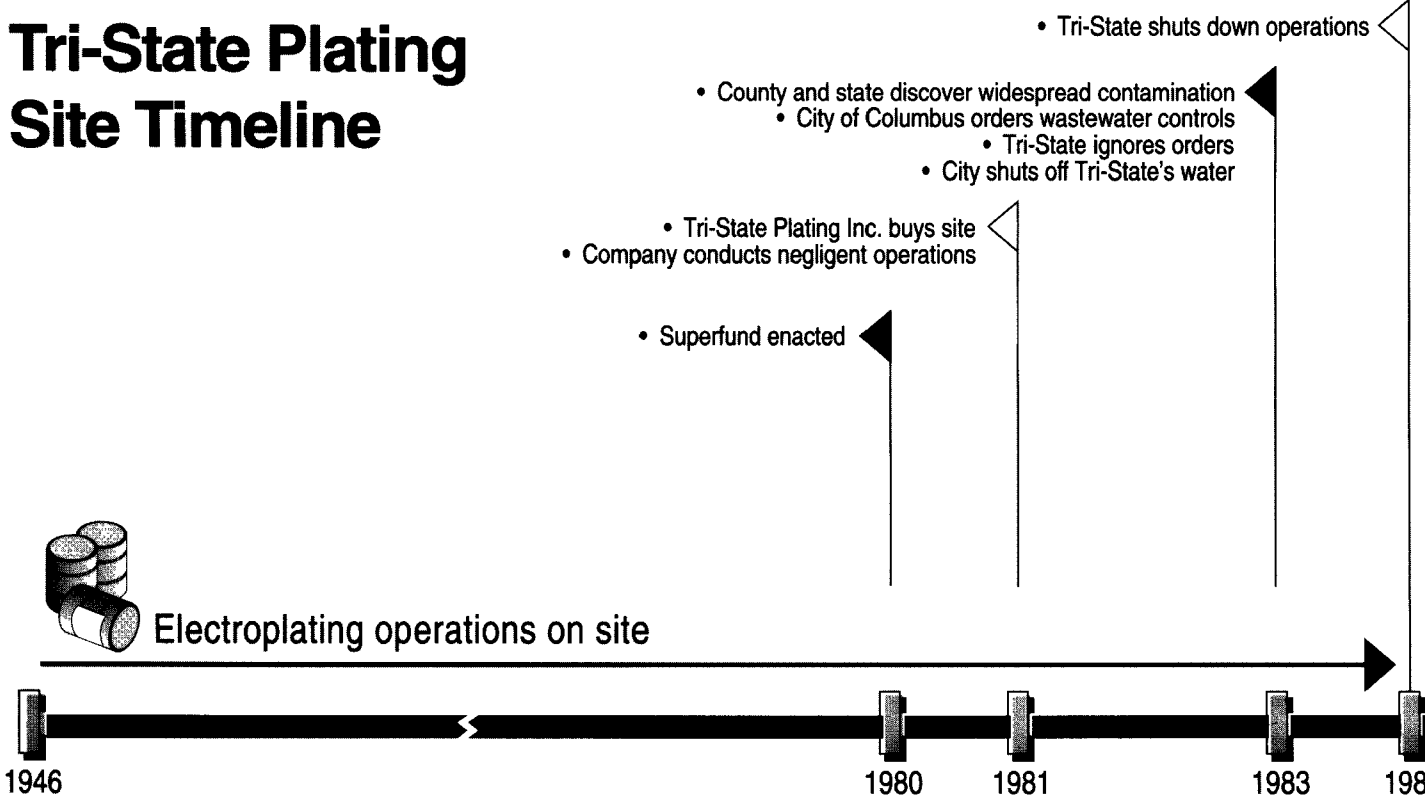 Tri-State Plating
Site Timeline
• Tri-State shuts down operations
• County and state discover widespread contamination
• City of Columbus orders wastewater controls
• Tri-State ignores orders
• City shuts off Tri-State's water
• Tri-State Plating Inc. buys site
• Company conducts negligent operations
• Superfund enacted
Electroplating operations on site
1946
1980
1981
1983